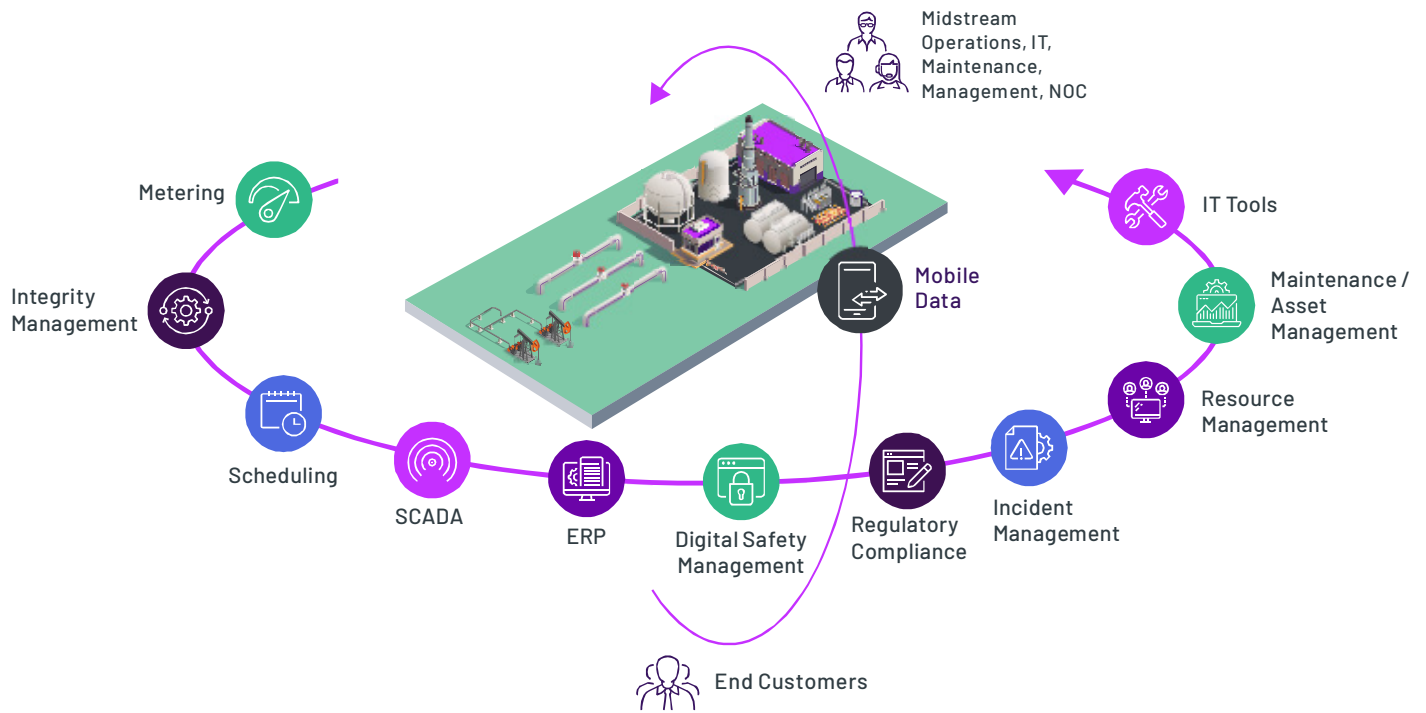 Midstream
Operations, IT,
Maintenance,
Management, NOC
Metering
IT Tools
Integrity
Management
Mobile
Data
Maintenance /
Asset
Management
Scheduling
Resource
Management
SCADA
ERP
Digital Safety
Management
Regulatory
Compliance
Incident
Management
End Customers